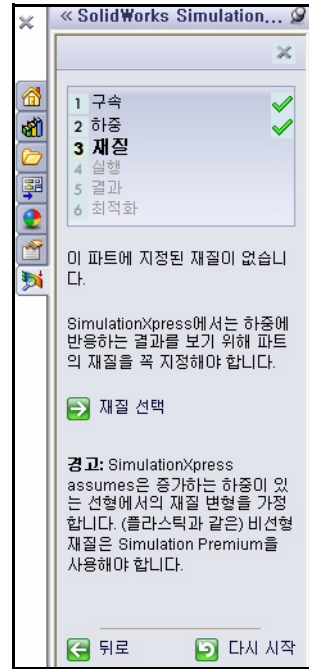 « SolidWorks Simulation...
1 구속
2 하중
3 재질
4 실행
5 결과
6 최적화
이 파트에 지정된 재질이 없습니
다.
SimulationXpress에서는 하중에
반응하는 결과를 보기 위해 파트
의 재질을 꼭 지정해야 합니다.
재질 선택
경고: SimulationXpress
assumes은 증가하는 하중이 있
는 선형에서의 재질 변형을 가정
합니다. (플라스틱과 같은) 비선형
재질은 Simulation Premium을
사용해야 합니다.
뒤로 다시 시작